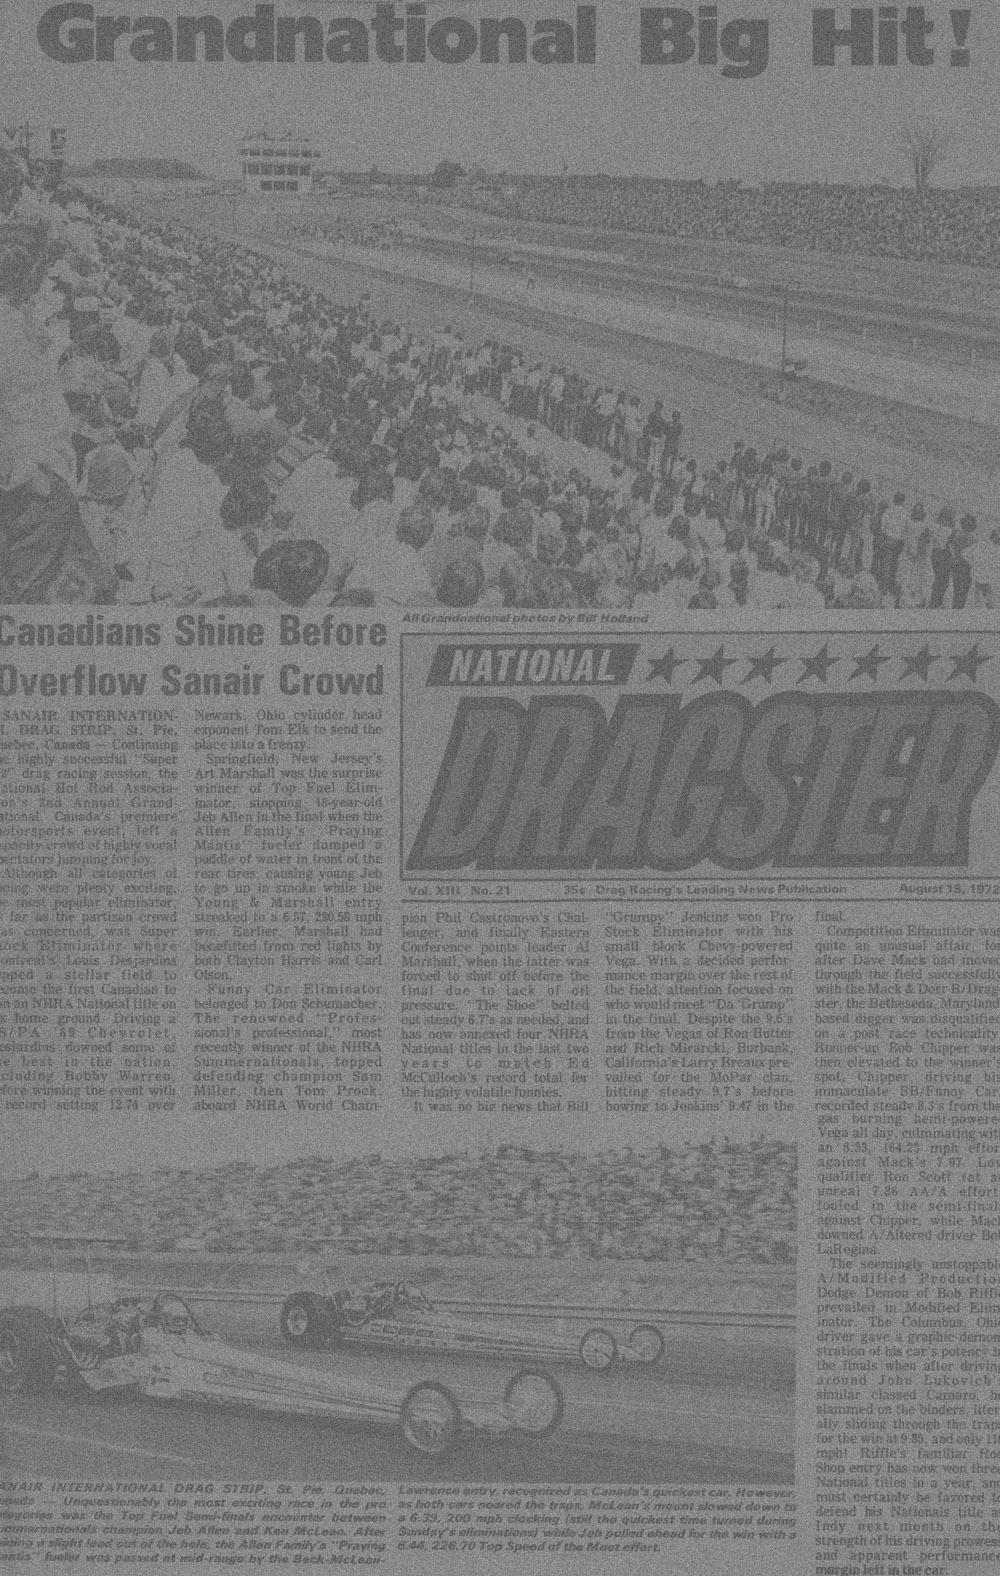 Grandnational Big Hit!
All Grandnational photos by Bill Holland
Canadians Shine Before
Overflow Sanair Crowd
NATIONAL
DRAGSTER
Vol. XIII No. 21 35¢ Drag Racing's Leading News Publication August 18, 1972
SANAIR INTERNATION-
L DRAG STRIP, St. Pie,
uebec, Canada — Continuing
e highly successful "Super
2" drag racing session, the
ational Hot Rod Associa-
on's 2nd Annual Grand-
ational, Canada's premiere
otorsports event, left a
apacity crowd of highly vocal
pectators jumping for joy.
Although all categories of
cing were plenty exciting,
e most popular eliminator,
s far as the partisan crowd
as concerned, was Super
tock Eliminator where
ontreal's Louis Desjardins
pped a stellar field to
ecome the first Canadian to
in an NHRA National title on
s home ground. Driving a
S/PA '69 Chevrolet,
esjardins downed some of
e best in the nation,
cluding Bobby Warren,
fore winning the event with
record setting 12.74 over
Newark, Ohio cylinder head
exponent Tom Elk to send the
place into a frenzy.
Springfield, New Jersey's
Art Marshall was the surprise
winner of Top Fuel Elim-
inator, stopping 18-year-old
Jeb Allen in the final when the
Allen Family's "Praying
Mantis" fueler dumped a
puddle of water in front of the
rear tires, causing young Jeb
to go up in smoke while the
Young & Marshall entry
streaked to a 6.57, 220.58 mph
win. Earlier, Marshall had
benefitted from red lights by
both Clayton Harris and Carl
Olson.
Funny Car Eliminator
belonged to Don Schumacher.
The renowned "Profes-
sional's professional," most
recently winner of the NHRA
Summernationals, topped
defending champion Sam
Miller, then Tom Prock,
aboard NHRA World Cham-
pion Phil Castronovo's Chal-
lenger, and finally Eastern
Conference points leader Al
Marshall, when the latter was
forced to shut off before the
final due to lack of oil
pressure. "The Shoe" belted
out steady 6.7's as needed, and
has now annexed four NHRA
National titles in the last two
years to match Ed
McCulloch's record total for
the highly volatile funnies.
It was no big news that Bill
"Grumpy" Jenkins won Pro
Stock Eliminator with his
small block Chevy-powered
Vega. With a decided perfor-
mance margin over the rest of
the field, attention focused on
who would meet "Da 'Grump"
in the final. Despite the 9.6's
from the Vegas of Ron Hutter
and Rich Mirarcki, Burbank,
California's Larry Breaux pre-
vailed for the MoPar clan,
hitting steady 9.7's before
bowing to Jenkins' 9.47 in the
final.
Competition Eliminator was
quite an unusual affair, for
after Dave Mack had moved
through the field successfully
with the Mack & Dorr B/Drag-
ster, the Betheseda, Maryland
based digger was disqualified
on a post race technicality.
Runner-up Bob Chipper was
then elevated to the winner's
spot, Chipper, driving his
immaculate BB/Funny Car,
recorded steady 8.3's from the
gas burning hemi-powered
Vega all day, culminating with
an 8.33, 164.25 mph effort
against Mack's 7.97. Low
qualifier Ron Scott (at an
unreal 7.86 AA/A effort)
fouled in the semi-final
against Chipper, while Mack
downed A/Altered driver Bob
LaRegina.
The seemingly unstoppable
A/Modified Production
Dodge Demon of Bob Riffle
prevailed in Modified Elim-
inator. The Columbus, Ohio
driver gave a graphic demon-
stration of his car's potency in
the finals when after driving
around John Lukovich's
similar classed Camaro, he
slammed on the binders, liter-
ally sliding through the traps
for the win at 9.85, and only 116
mph! Riffle's familiar Rod
Shop entry has now won three
National titles in a year, and
must certainly be favored to
defend his Nationals title at
Indy next month on the
strength of his driving prowess
and apparent performance
margin left in the car.
ANAIR INTERNATIONAL DRAG STRIP, St. Pie, Quebec,
anada — Unquestionably the most exciting race in the pro
ategories was the Top Fuel Semi-finals encounter between
ummernationals champion Jeb Allen and Ken McLean. After
aining a slight lead out of the hole, the Allen Family's "Praying
antis" fueler was passed at mid-range by the Beck-McLean-
Lawrence entry, recognized as Canada's quickest car. However,
as both cars neared the traps, McLean's mount slowed down to
a 6.39, 200 mph clocking (still the quickest time turned during
Sunday's eliminations) while Jeb pulled ahead for the win with a
6.44, 226.70 Top Speed of the Meet effort.